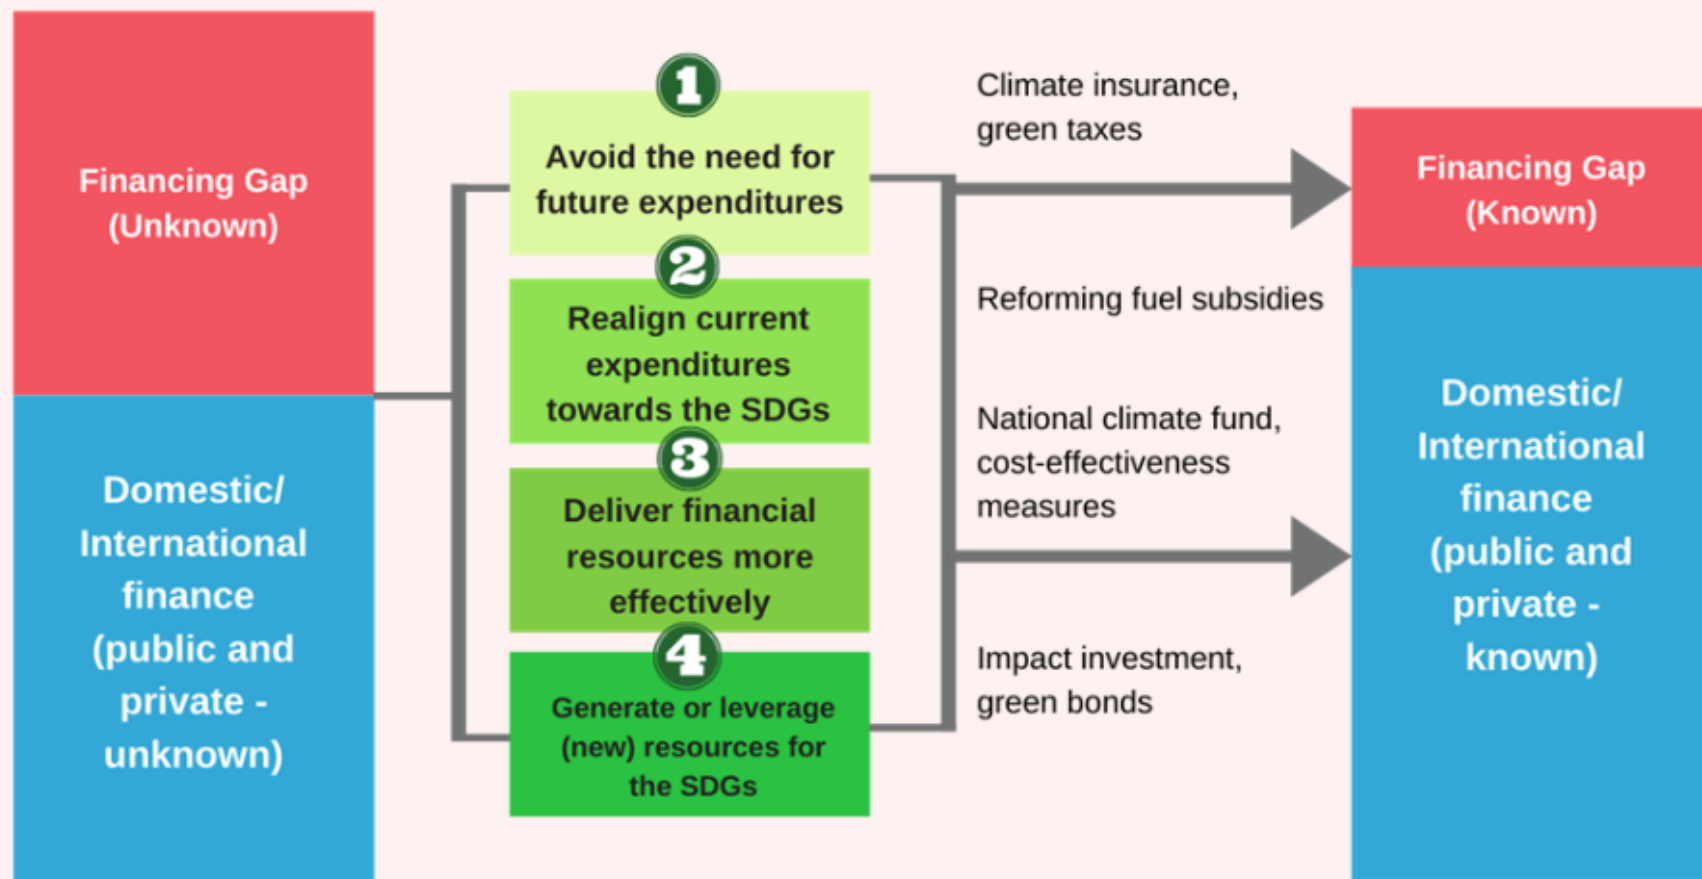 Financing Gap
(Unknown)
Domestic/
International
finance
(public and
private -
unknown)
1
Avoid the need for
future expenditures
2
Realign current
expenditures
towards the SDGs
3
Deliver financial
resources more
effectively
4
Generate or leverage
(new) resources for
the SDGs
Climate insurance,
green taxes
Reforming fuel subsidies
National climate fund,
cost-effectiveness
measures
Impact investment,
green bonds
Financing Gap
(Known)
Domestic/
International
finance
(public and
private -
known)